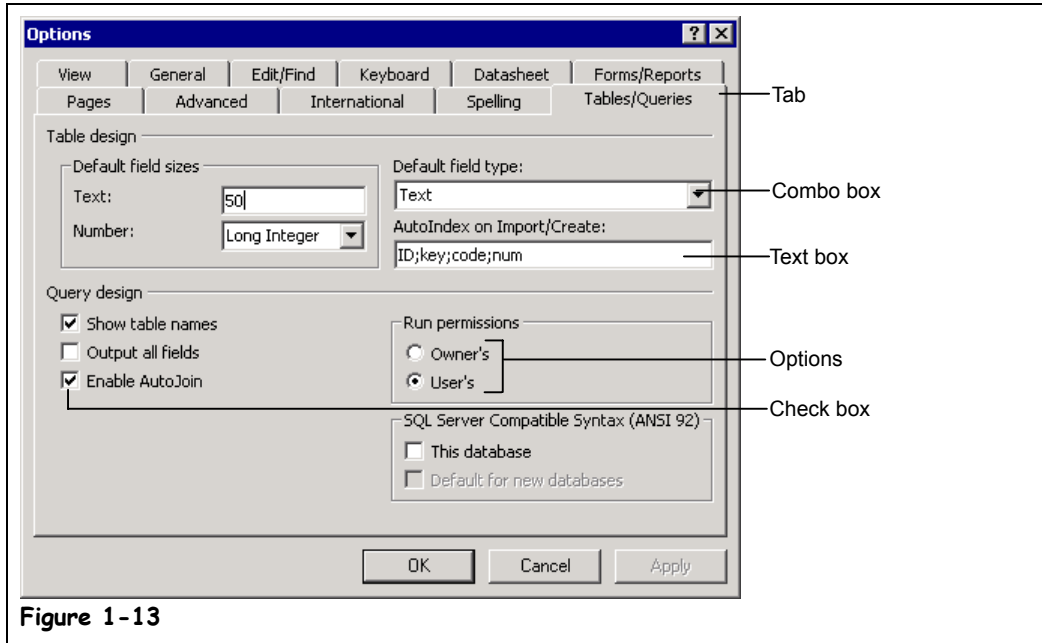 Options
View General Edit/Find Keyboard Datasheet Forms/Reports
Pages Advanced International Spelling Tables/Queries
Tab
Table design
Default field sizes
Text: 50
Number: Long Integer
Default field type:
Text
Combo box
AutoIndex on Import/Create:
ID;key;code;num
Text box
Query design
Show table names
Output all fields
Enable AutoJoin
Run permissions
Owner's
User's
Options
Check box
SQL Server Compatible Syntax (ANSI 92)
This database
Default for new databases
OK Cancel Apply
Figure 1-13